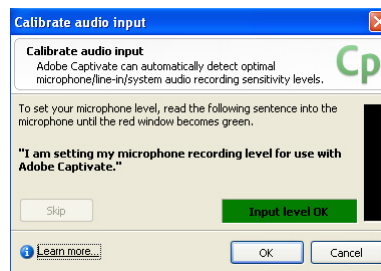 Calibrate audio input
Calibrate audio input
Adobe Captivate can automatically detect optimal
microphone/line-in/system audio recording sensitivity levels.
Cp
To set your microphone level, read the following sentence into the
microphone until the red window becomes green.
"I am setting my microphone recording level for use with
Adobe Captivate."
Skip
Input level OK
Learn more...
OK
Cancel